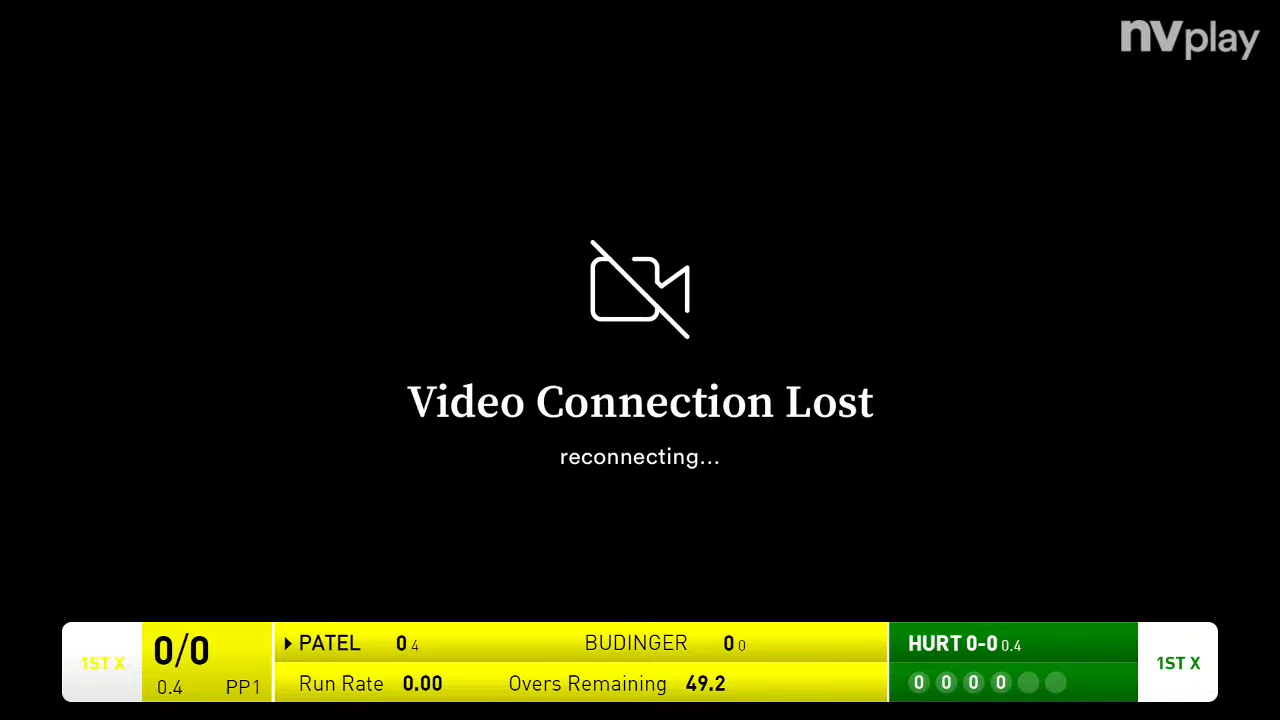 nvplay
Video Connection Lost
reconnecting...
1ST X
0/0
0.4 PP1
PATEL 0 4 BUDINGER 0 0
Run Rate 0.00 Overs Remaining 49.2
HURT 0-0 0.4
0 0 0 0
1ST X